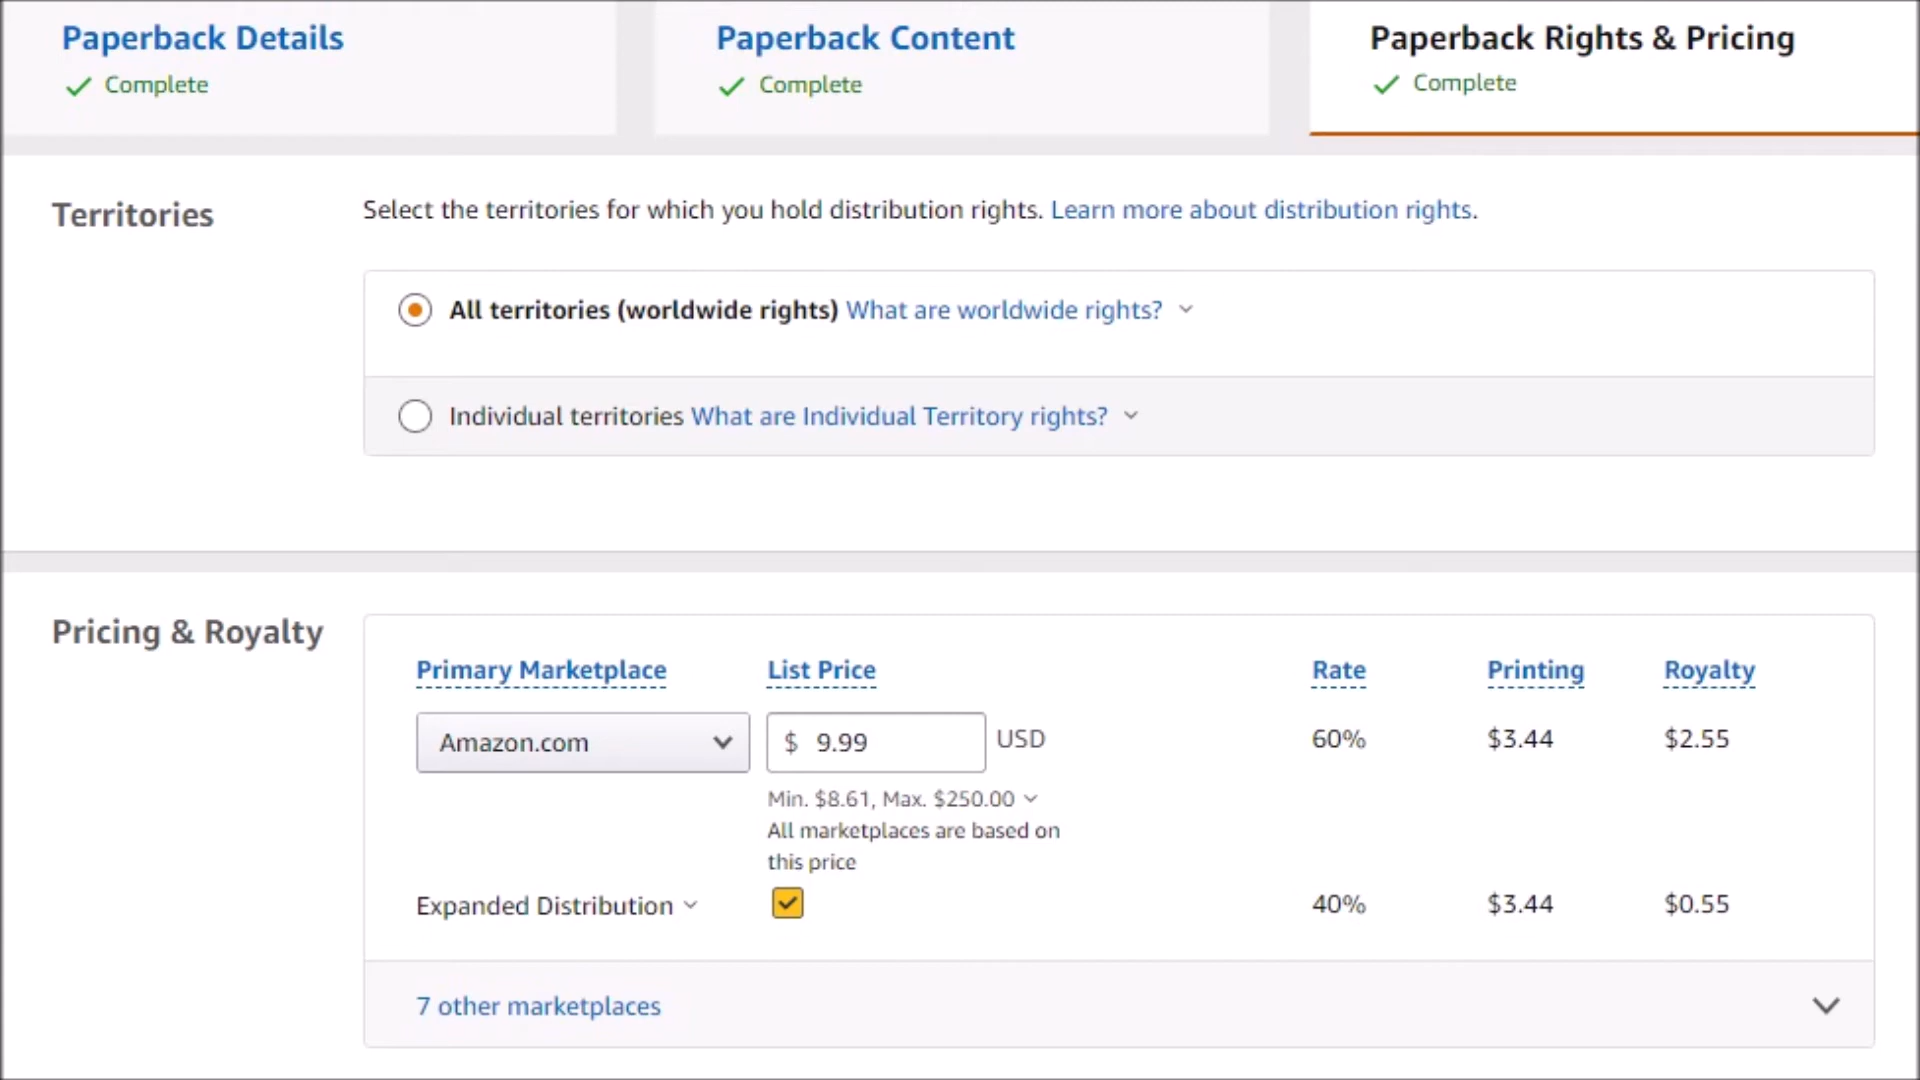 Paperback Details
Complete
Paperback Content
Complete
Paperback Rights & Pricing
Complete
Territories
Select the territories for which you hold distribution rights. Learn more about distribution rights.
All territories (worldwide rights) What are worldwide rights?
Individual territories What are Individual Territory rights?
Pricing & Royalty
Primary Marketplace List Price Rate Printing Royalty
Amazon.com $ 9.99 USD 60% $3.44 $2.55
Min. $8.61, Max. $250.00
All marketplaces are based on
this price
Expanded Distribution 40% $3.44 $0.55
7 other marketplaces